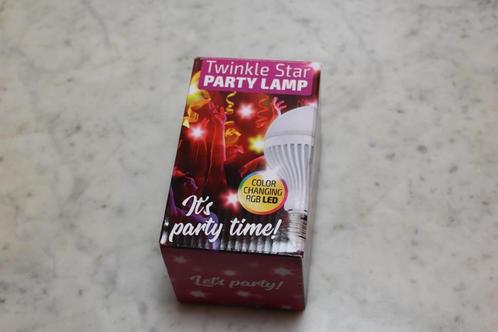 Twinkle Star
PARTY LAMP
COLOR
CHANGING
RGB LED
It's
party time!
Let's party!